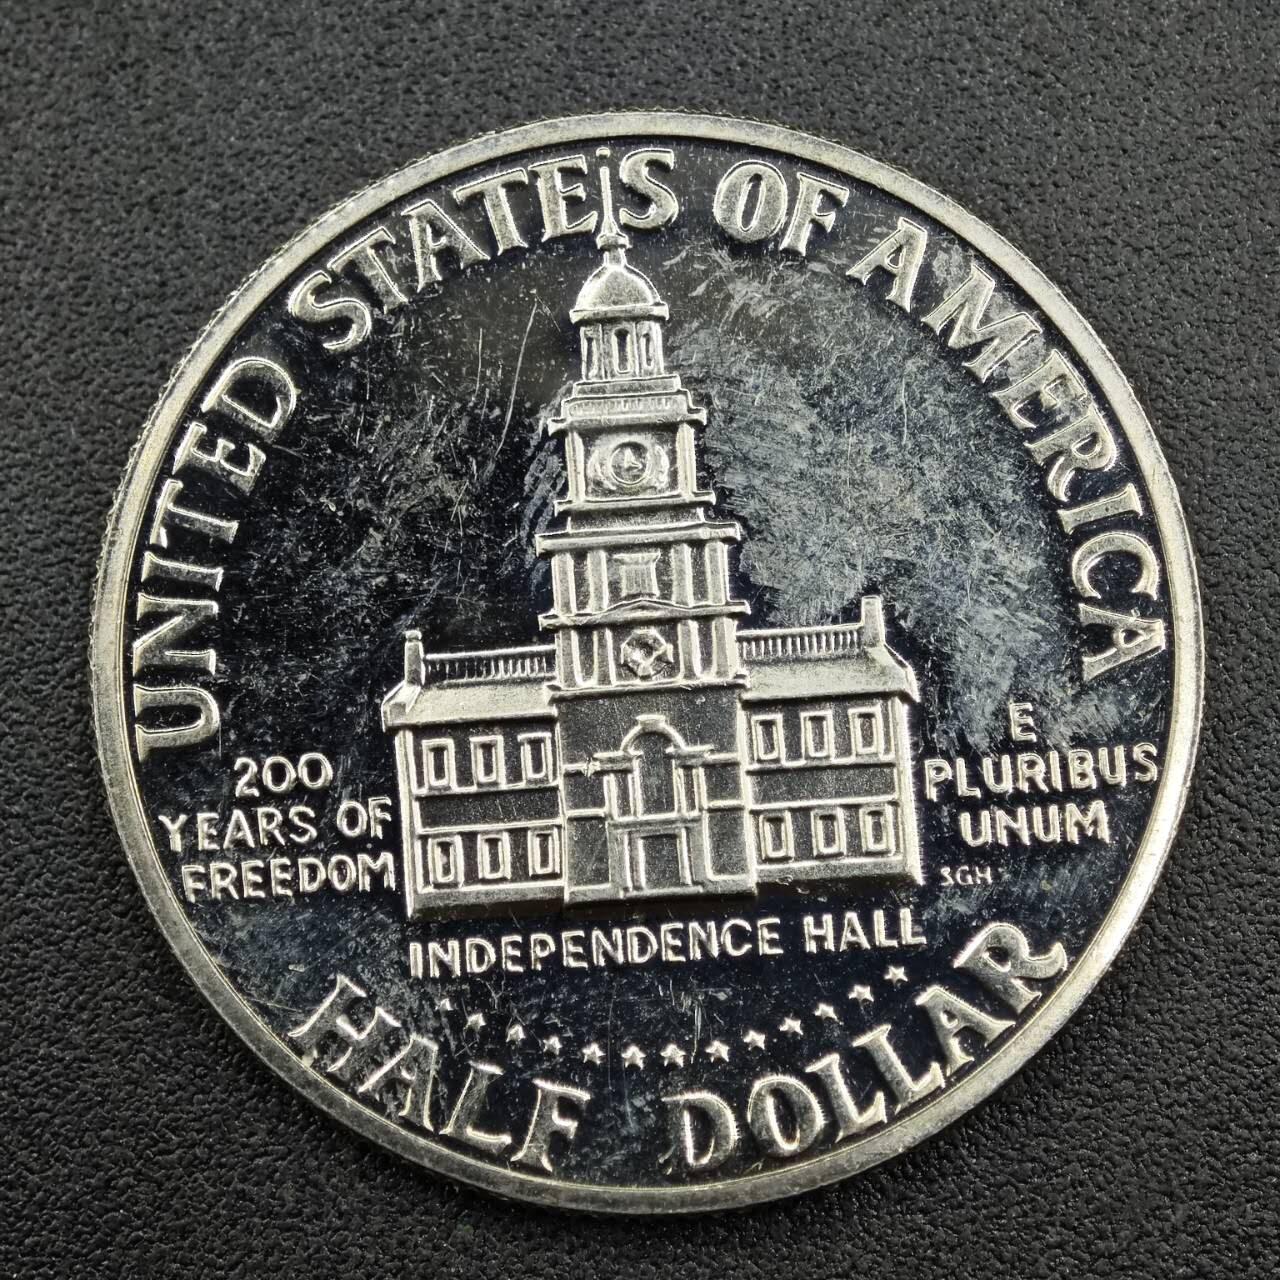 UNITED STATES OF AMERICA
200
YEARS OF
FREEDOM
E
PLURIBUS
UNUM
SGH
INDEPENDENCE HALL
HALF DOLLAR